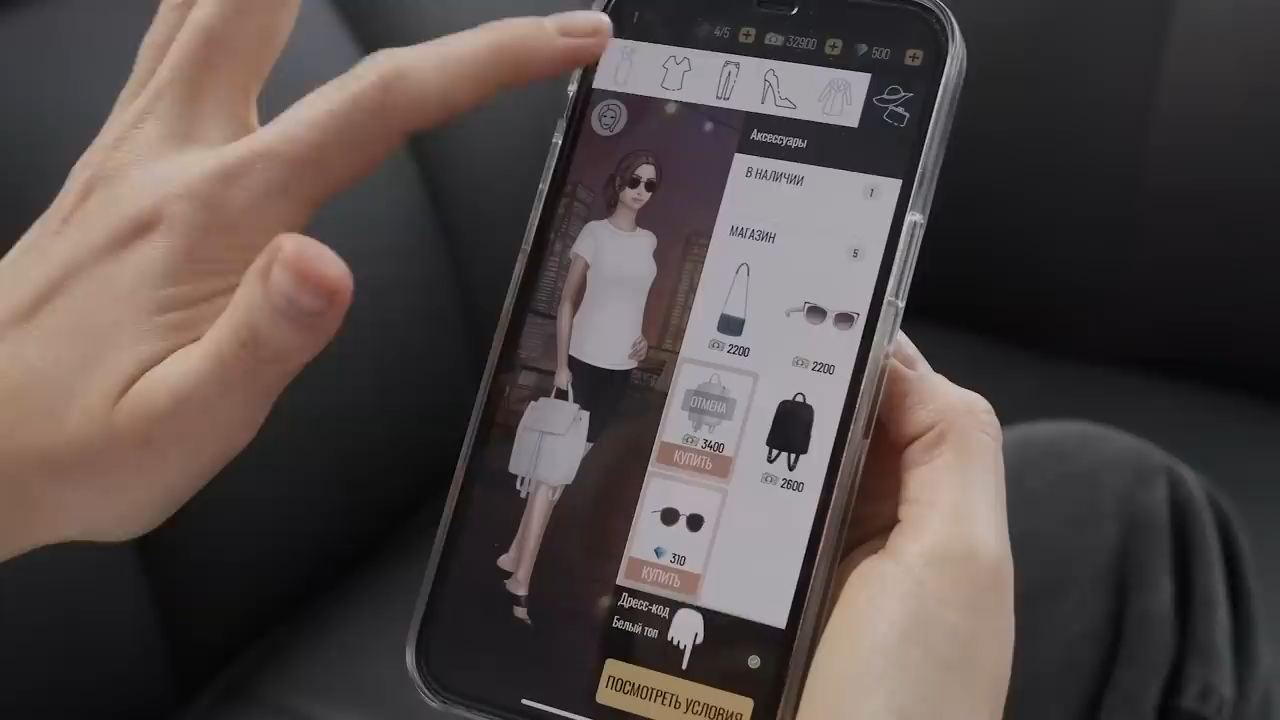 4/5 32900 500
Аксессуары
В НАЛИЧИИ 1
МАГАЗИН 5
2200 2200
ОТМЕНА
3400
КУПИТЬ
2600
310
КУПИТЬ
Дресс-код
Белый топ
ПОСМОТРЕТЬ УСЛОВИЯ